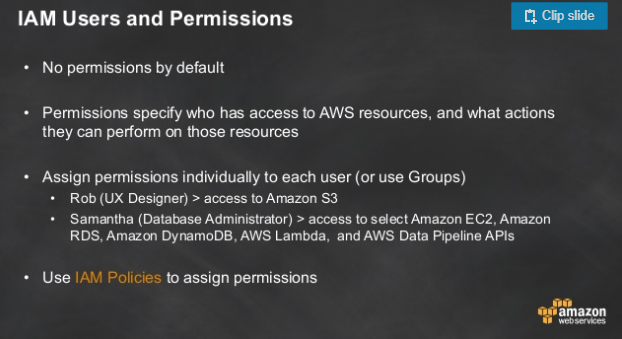 IAM Users and Permissions
Clip slide
• No permissions by default
• Permissions specify who has access to AWS resources, and what actions
they can perform on those resources
• Assign permissions individually to each user (or use Groups)
• Rob (UX Designer) > access to Amazon S3
• Samantha (Database Administrator) > access to select Amazon EC2, Amazon
RDS, Amazon DynamoDB, AWS Lambda, and AWS Data Pipeline APIs
• Use IAM Policies to assign permissions
amazon
webservices